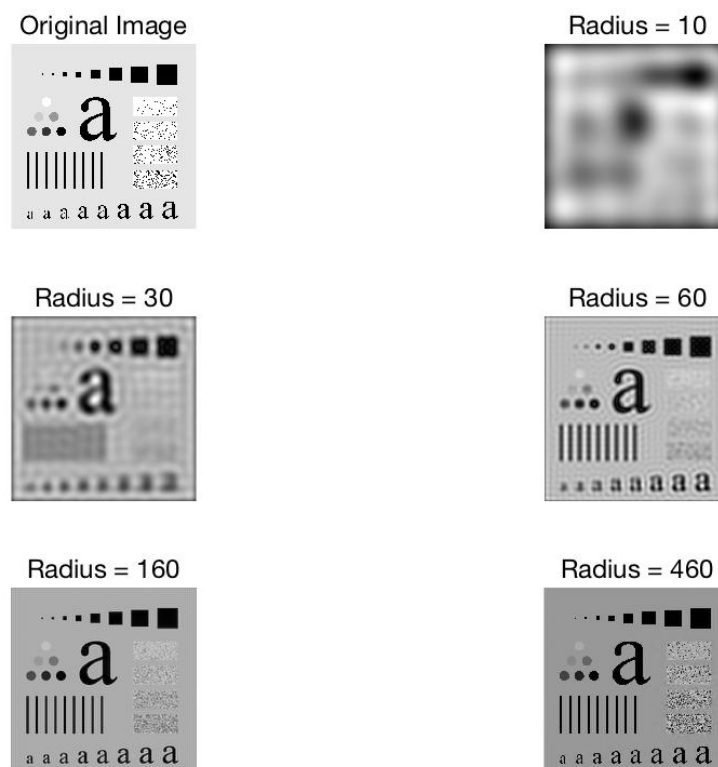 Original Image
Radius = 10
a
a a a a a a a a
Radius = 30
Radius = 60
a
a
a a a a a a a a
a a a a a a a a
Radius = 160
Radius = 460
a
a
a a a a a a a a
a a a a a a a a